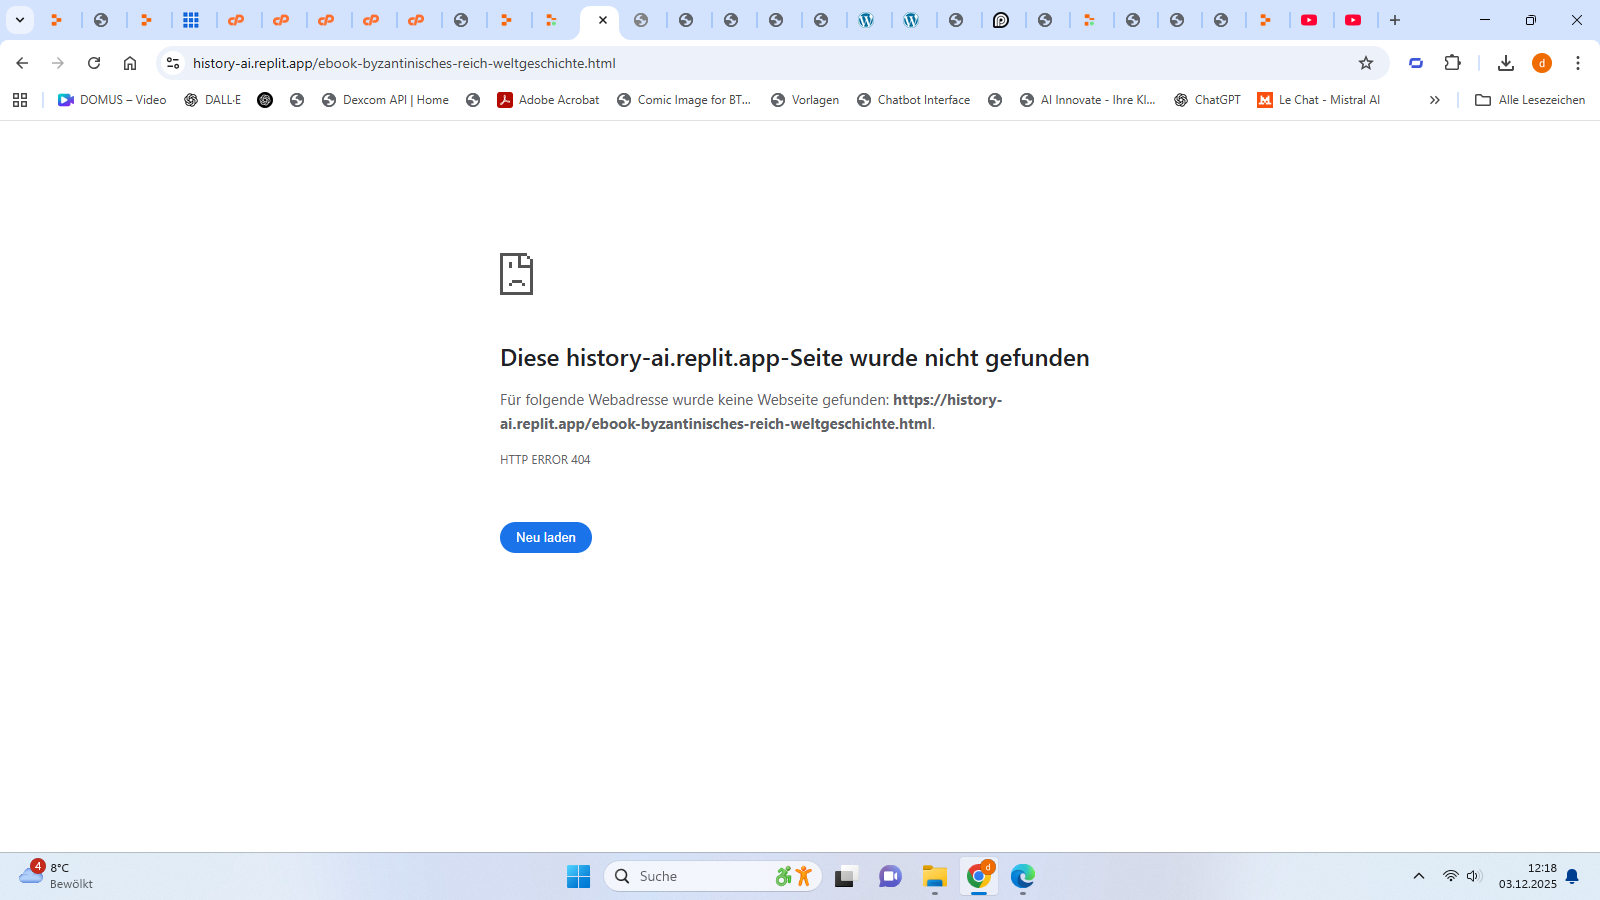 history-ai.replit.app/ebook-byzantinisches-reich-weltgeschichte.html
d
DOMUS – Video
DALL·E
Dexcom API | Home
Adobe Acrobat
Comic Image for BT...
Vorlagen
Chatbot Interface
AI Innovate - Ihre KI...
ChatGPT
Le Chat - Mistral AI
Alle Lesezeichen
Diese history-ai.replit.app-Seite wurde nicht gefunden
Für folgende Webadresse wurde keine Webseite gefunden: https://history-
ai.replit.app/ebook-byzantinisches-reich-weltgeschichte.html.
HTTP ERROR 404
Neu laden
4
8°C
Bewölkt
Suche
d
12:18
03.12.2025